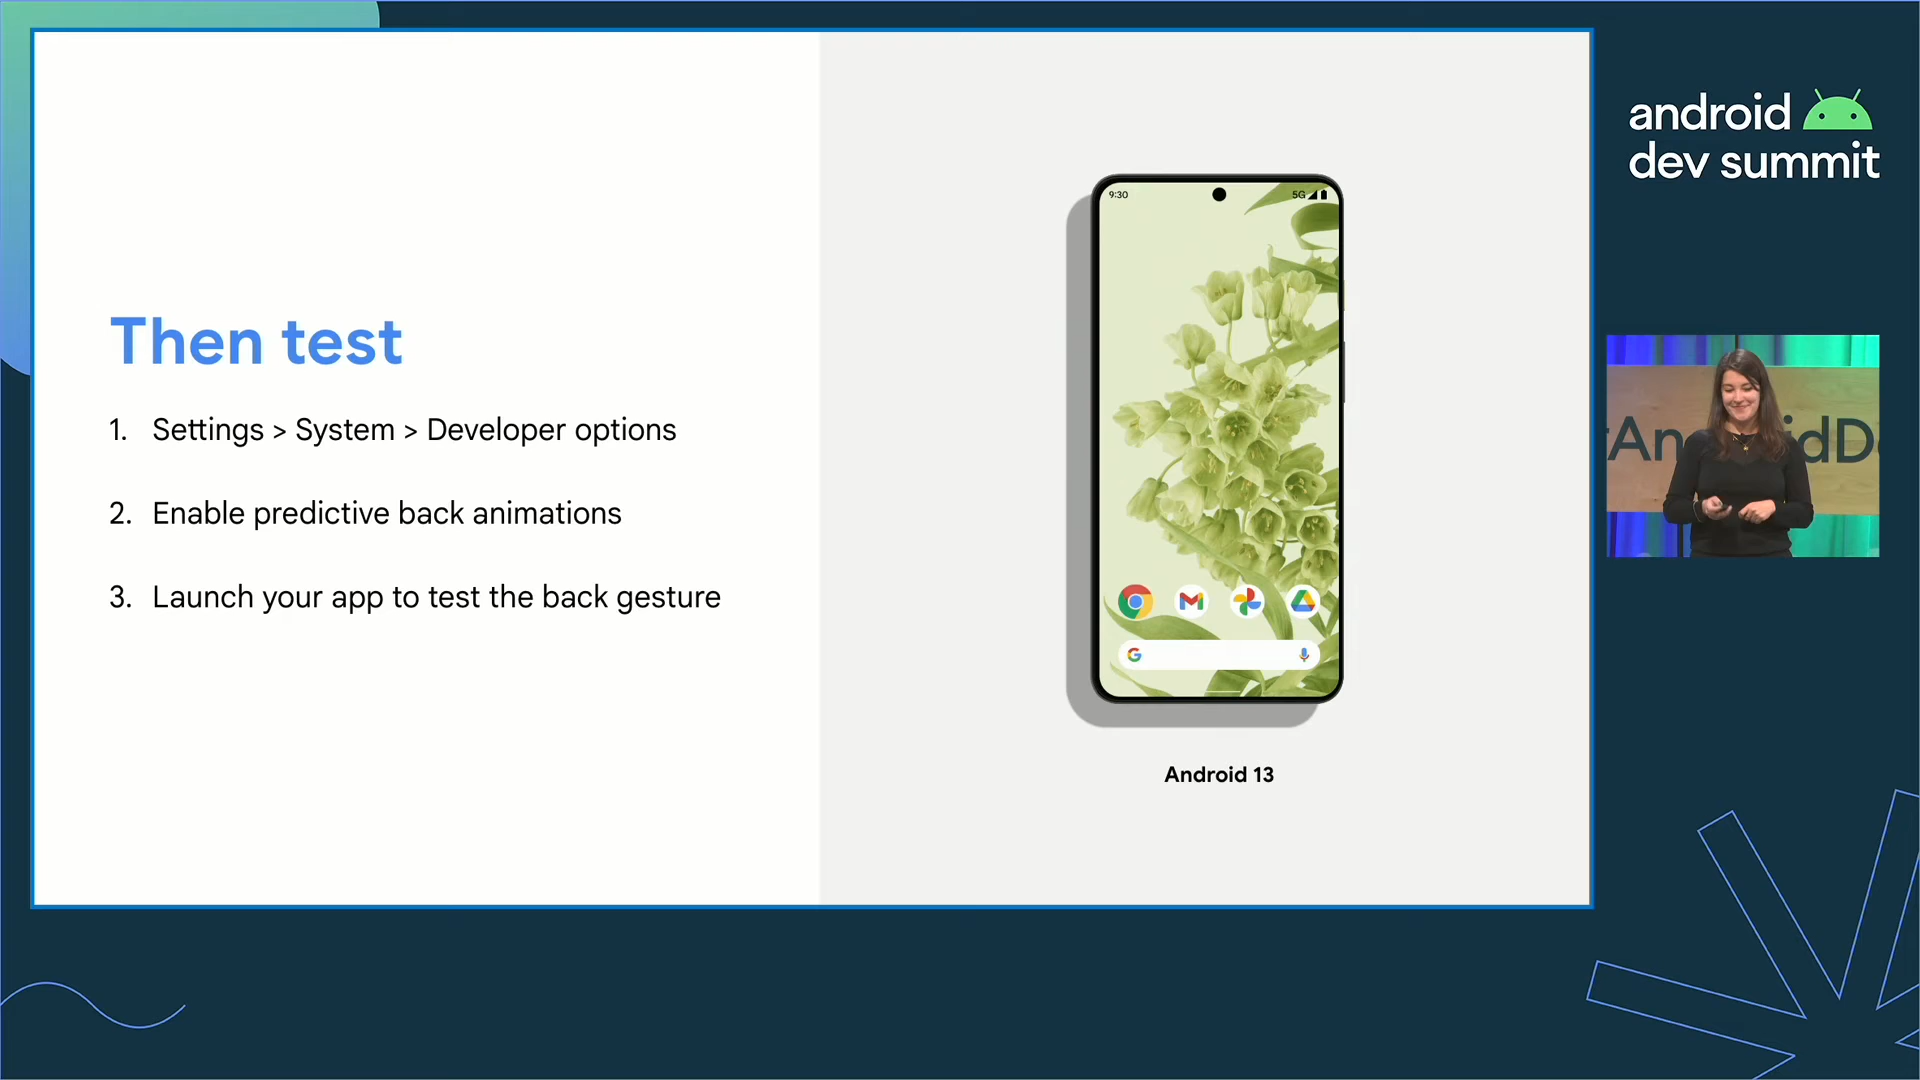 Then test
1. Settings > System > Developer options
2. Enable predictive back animations
3. Launch your app to test the back gesture
9:30
5G
Android 13
android
dev summit
tAndroidDe